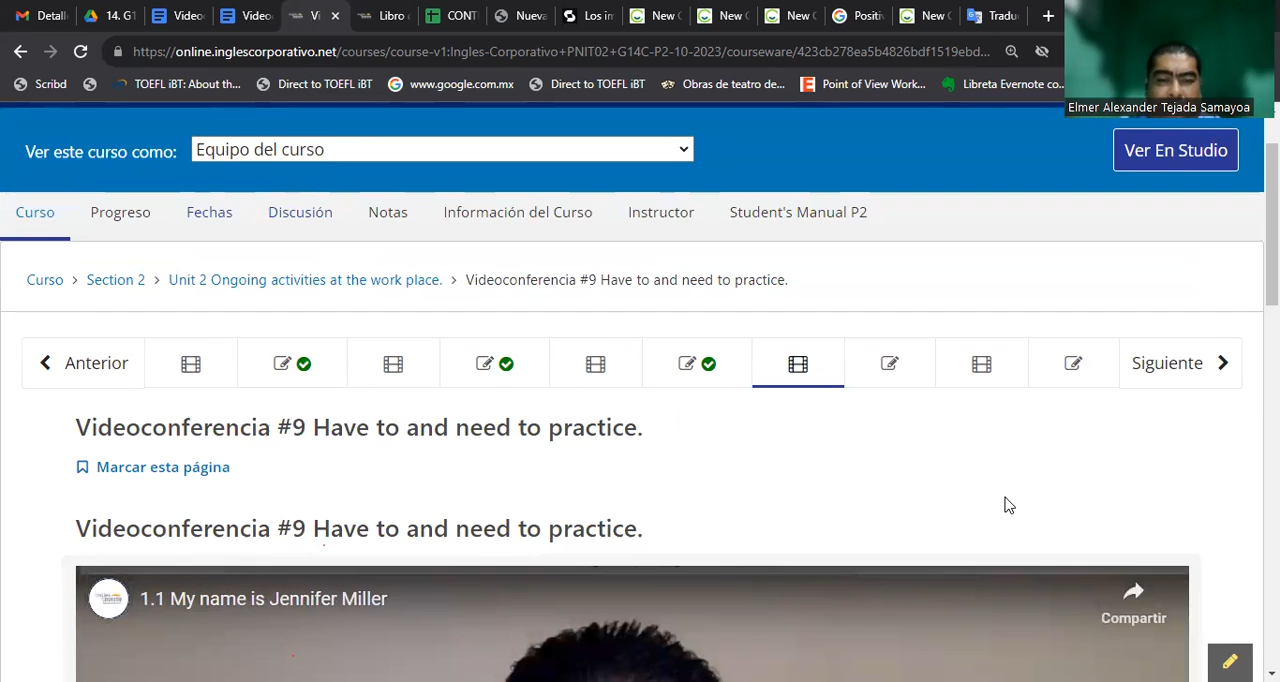 Detall 14. G1 Video Video Vi Libro CONT Nueva Los im New C New C New C Positi New C Tradu
https://online.inglescorporativo.net/courses/course-v1:Ingles-Corporativo+PNIT02+G14C-P2-10-2023/courseware/423cb278ea5b4826bdf1519ebd...
Scribd TOEFL iBT: About th... Direct to TOEFL iBT www.google.com.mx Direct to TOEFL iBT Obras de teatro de... Point of View Work... Libreta Evernote co...
Elmer Alexander Tejada Samayoa
Ver este curso como: Equipo del curso Ver En Studio
Curso Progreso Fechas Discusión Notas Información del Curso Instructor Student's Manual P2
Curso > Section 2 > Unit 2 Ongoing activities at the work place. > Videoconferencia #9 Have to and need to practice.
Anterior Siguiente
Videoconferencia #9 Have to and need to practice.
Marcar esta página
Videoconferencia #9 Have to and need to practice.
1.1 My name is Jennifer Miller
Compartir